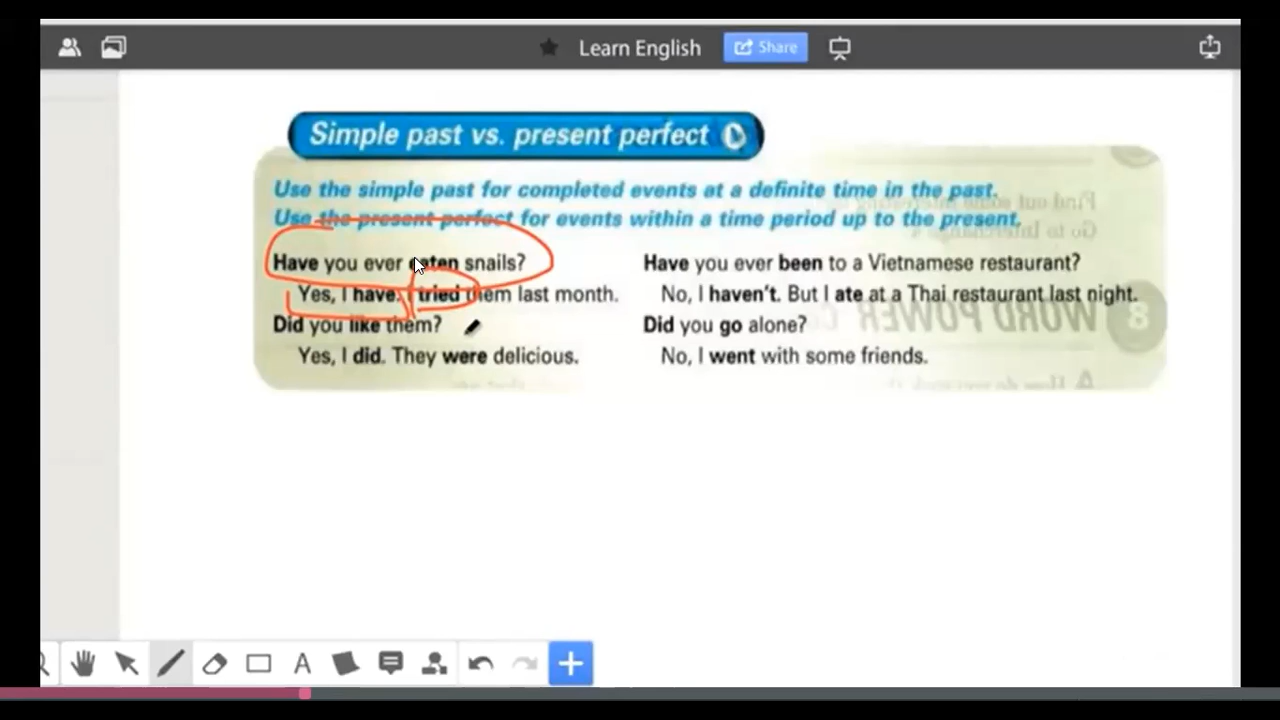 Learn English
Share
Simple past vs. present perfect
Use the simple past for completed events at a definite time in the past.
Use the present perfect for events within a time period up to the present.
Have you ever eaten snails?
Yes, I have. I tried them last month.
Did you like them?
Yes, I did. They were delicious.
Have you ever been to a Vietnamese restaurant?
No, I haven't. But I ate at a Thai restaurant last night.
Did you go alone?
No, I went with some friends.
WORD POWER
8
A